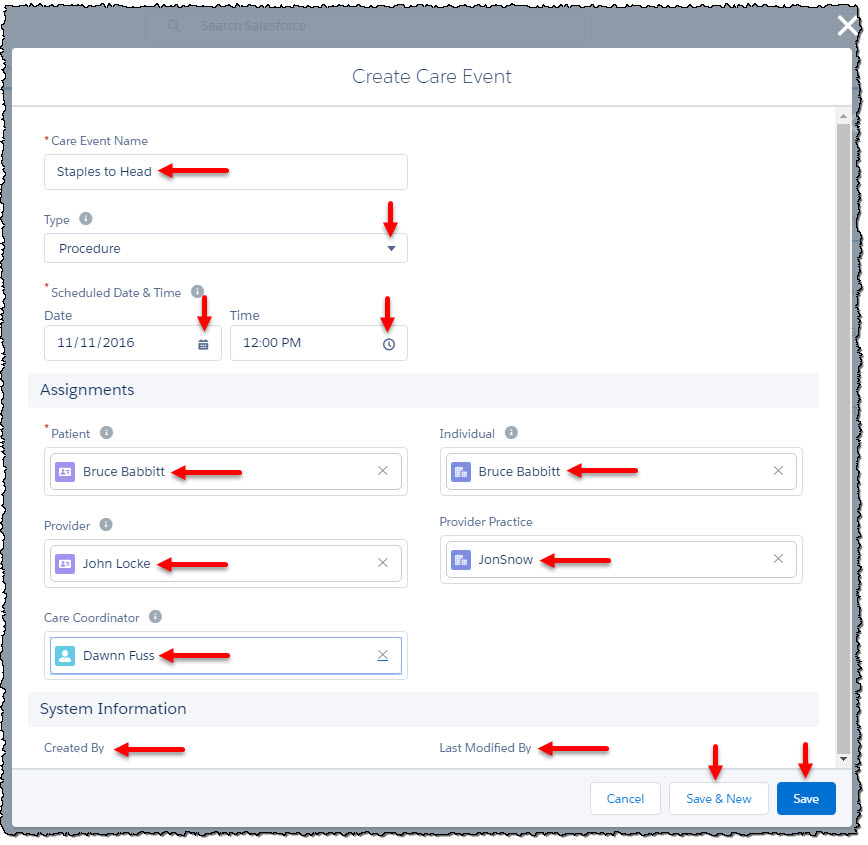 Search Salesforce
Create Care Event
* Care Event Name
Staples to Head
Type
Procedure
* Scheduled Date & Time
Date Time
11/11/2016 12:00 PM
Assignments
* Patient Individual
Bruce Babbitt Bruce Babbitt
Provider Provider Practice
John Locke JonSnow
Care Coordinator
Dawnn Fuss
System Information
Created By Last Modified By
Cancel Save & New Save